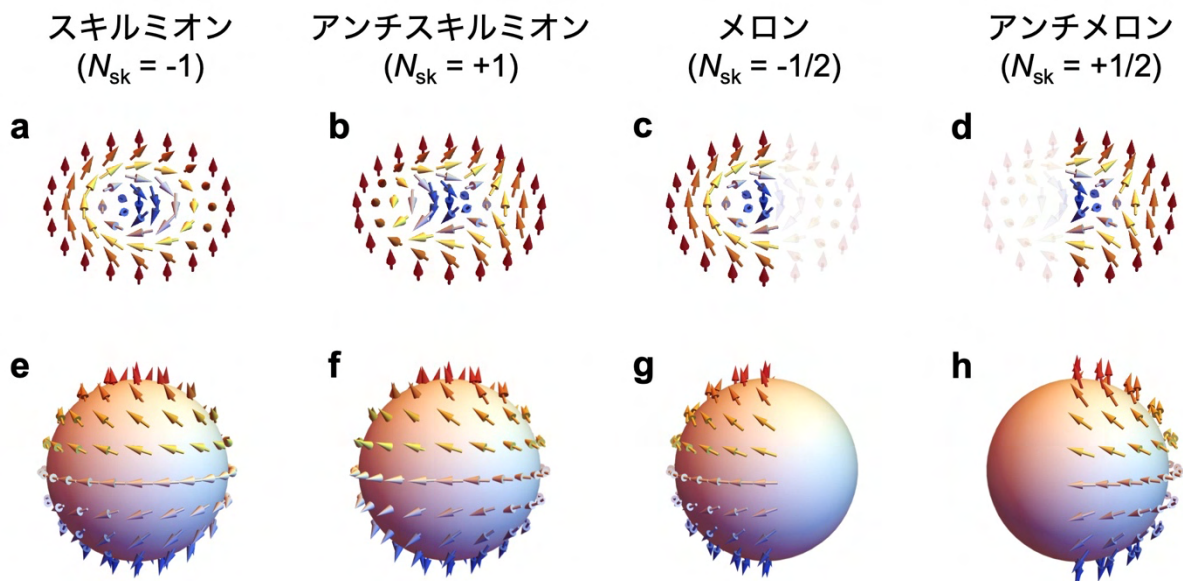 スキルミオン
(Nsk = -1)
アンチスキルミオン
(Nsk = +1)
メロン
(Nsk = -1/2)
アンチメロン
(Nsk = +1/2)
a
b
c
d
e
f
g
h